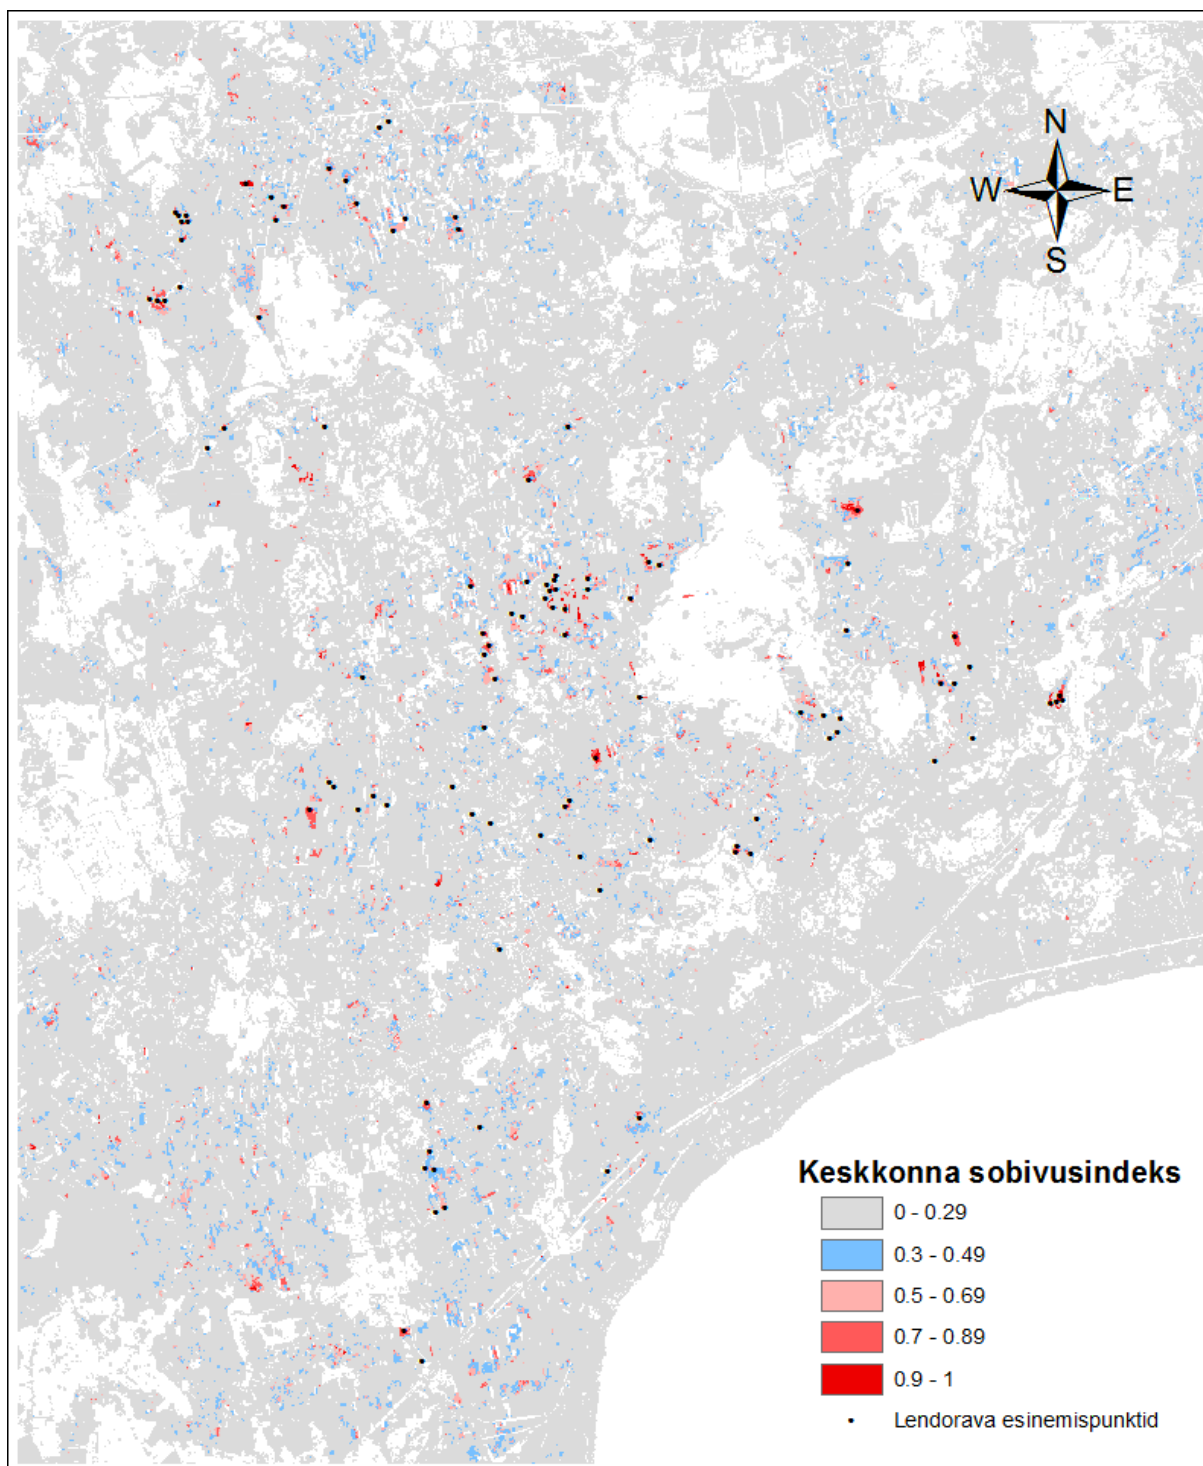 N
W E
S
Keskkonna sobivusindeks
0 - 0.29
0.3 - 0.49
0.5 - 0.69
0.7 - 0.89
0.9 - 1
Lendorava esinemispunktid